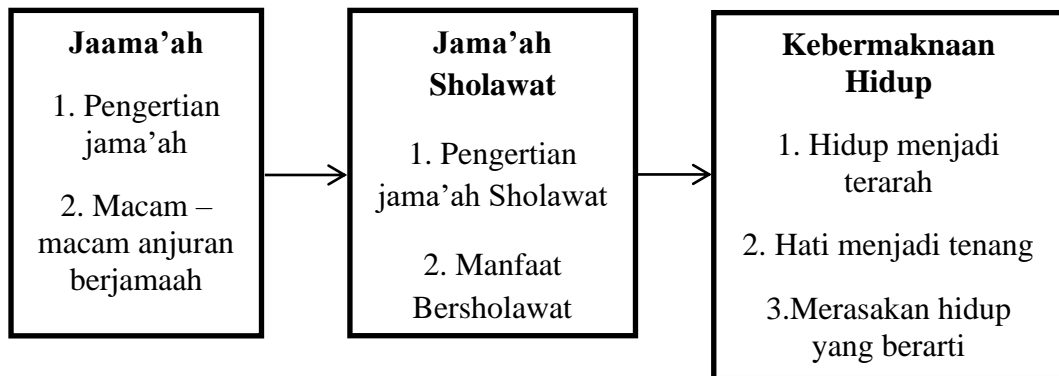 Jaama’ah
1. Pengertian
jama’ah
2. Macam –
macam anjuran
berjamaah
Jama’ah
Sholawat
1. Pengertian
jama’ah Sholawat
2. Manfaat
Bersholawat
Kebermaknaan
Hidup
1. Hidup menjadi
terarah
2. Hati menjadi tenang
3.Merasakan hidup
yang berarti